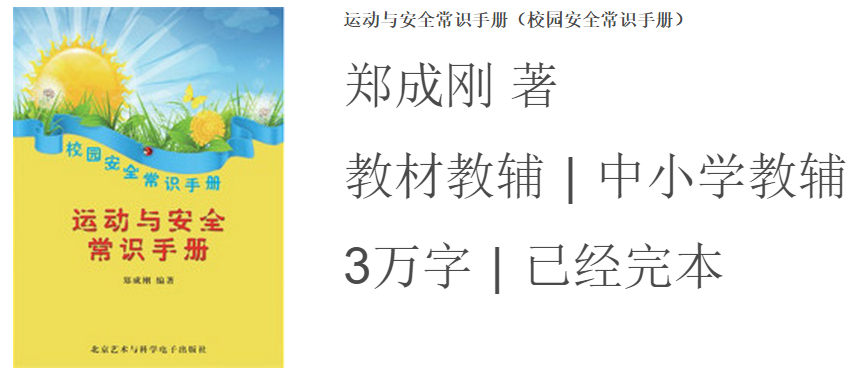 校园安全常识手册
运动与安全
常识手册
郑成刚 编著
北京艺术与科学电子出版社
运动与安全常识手册（校园安全常识手册）
郑成刚 著
教材教辅 | 中小学教辅
3万字 | 已经完本